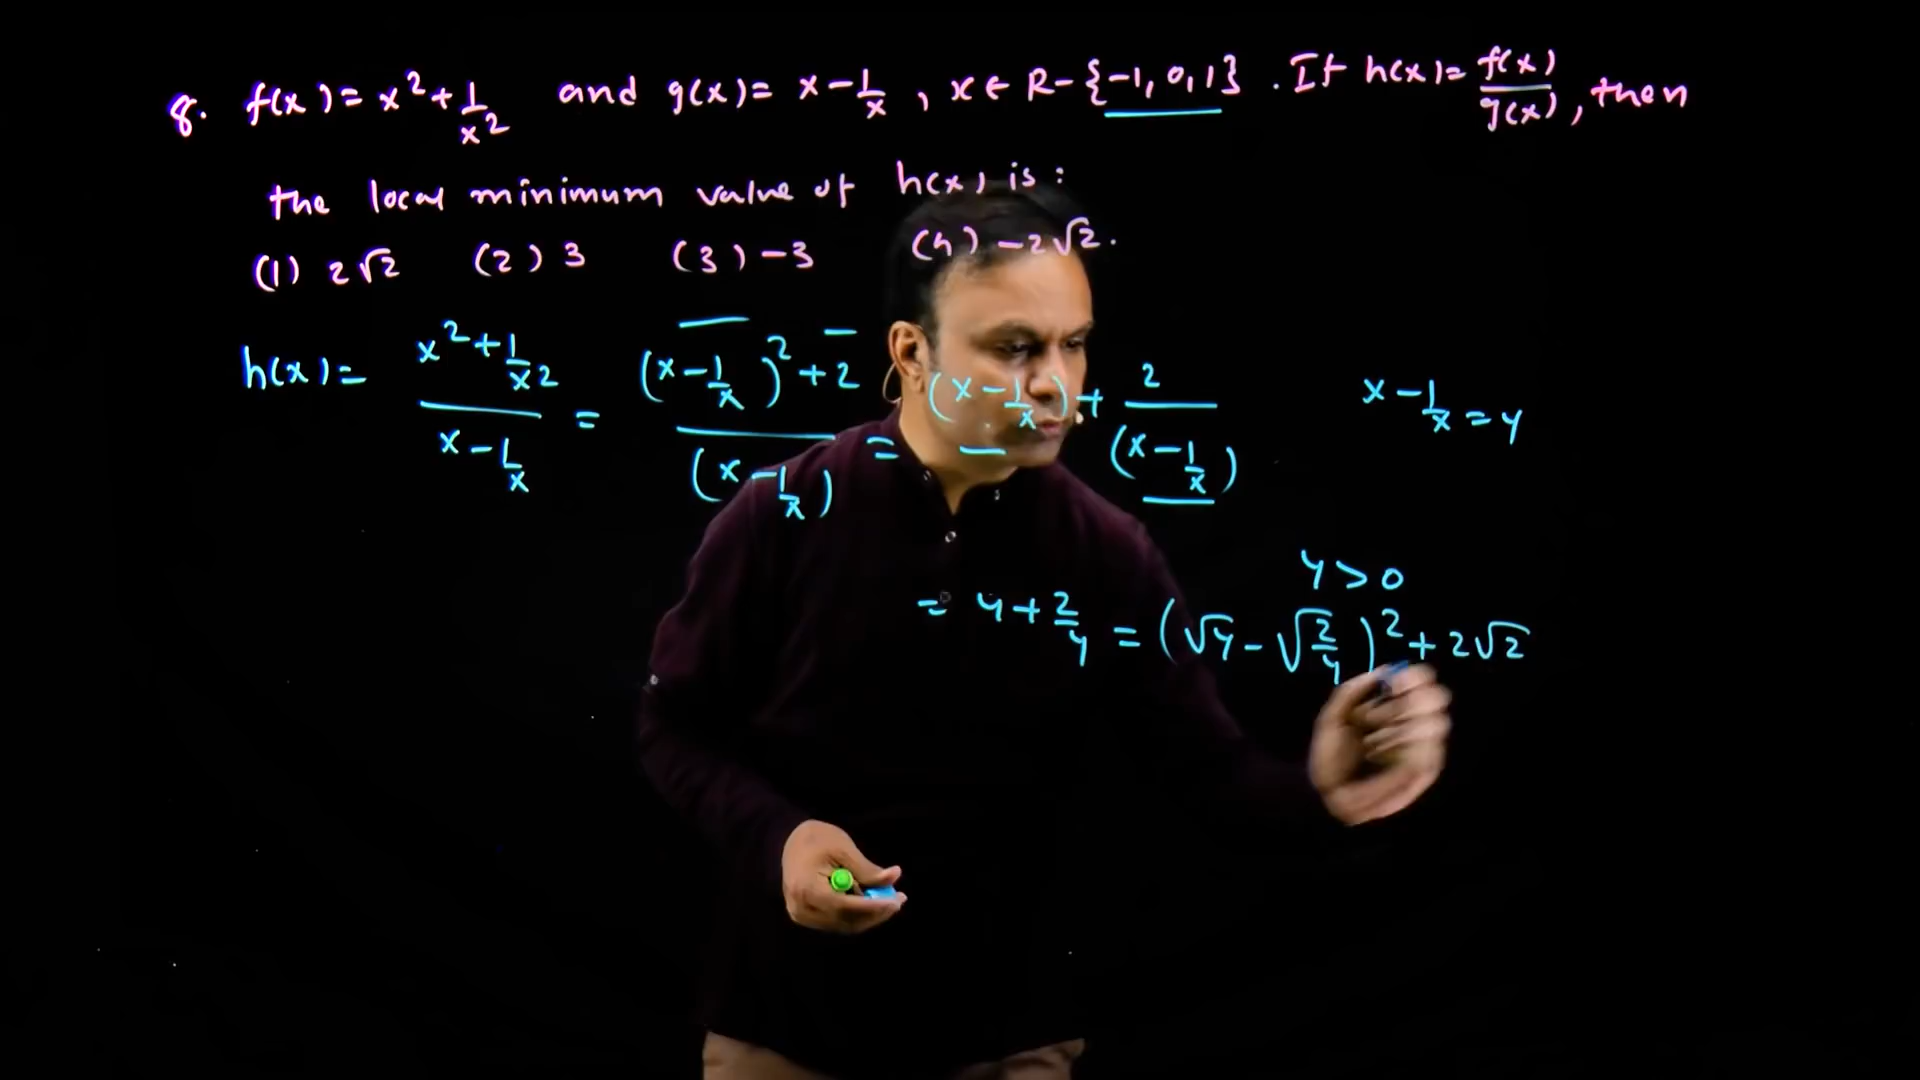 8. f(x) = x² + 1/x² and g(x) = x - 1/x , x ∈ R - {-1, 0, 1} . If h(x) = f(x)/g(x) , then
the local minimum value of h(x) is :
(1) 2√2 (2) 3 (3) -3 (4) -2√2 .
h(x) = (x² + 1/x²)/(x - 1/x) = ((x - 1/x)² + 2)/(x - 1/x) = (x - 1/x) + 2/(x - 1/x) x - 1/x = y
y > 0
= y + 2/y = (√y - √(2/y))² + 2√2